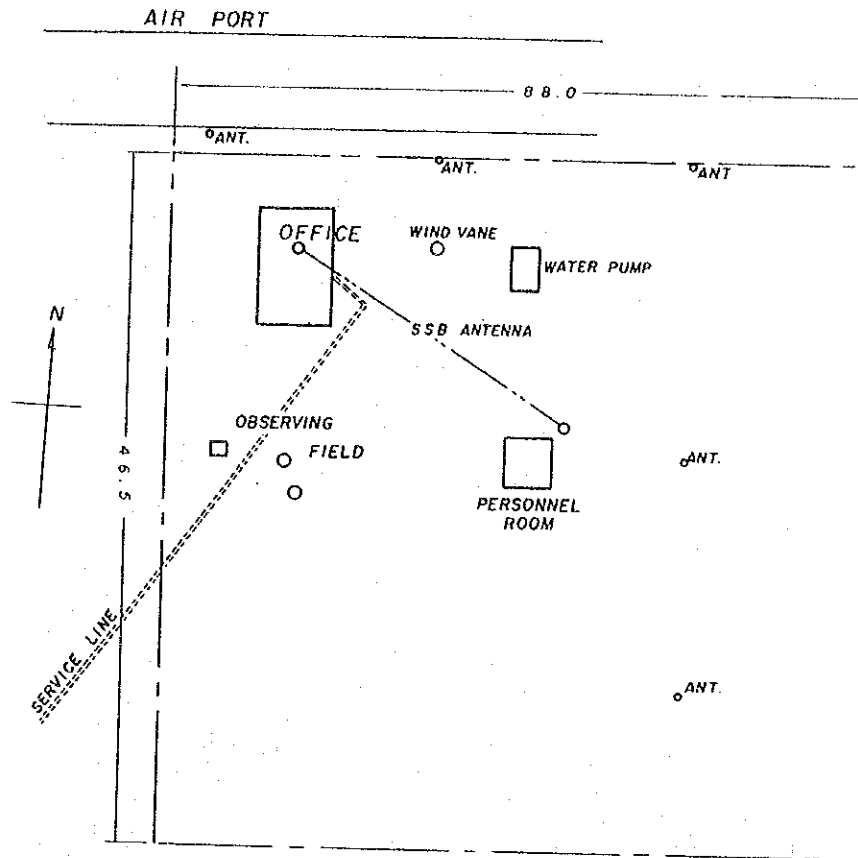 AIR PORT
88.0
ANT.
ANT.
ANT
OFFICE
WIND VANE
WATER PUMP
N
SSB ANTENNA
OBSERVING
FIELD
46.5
ANT.
PERSONNEL
ROOM
SERVICE LINE
ANT.